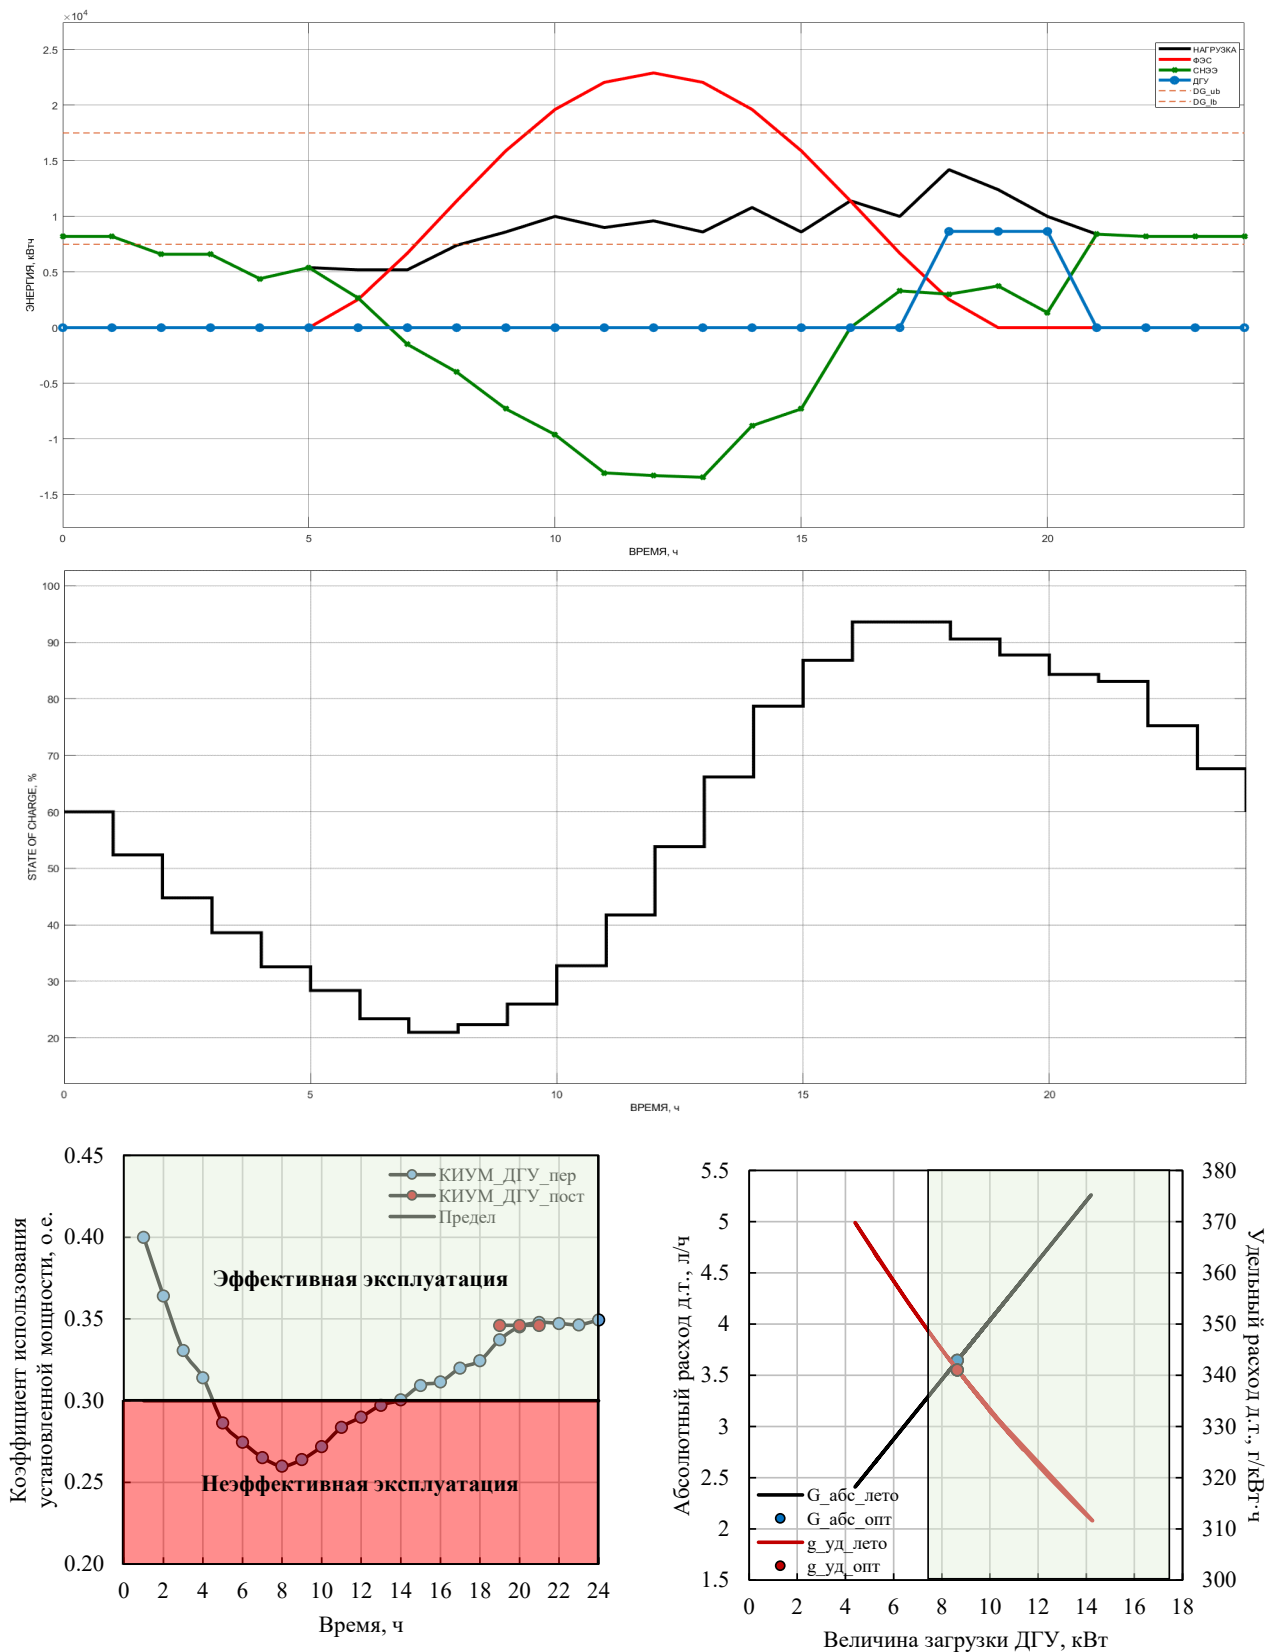 ×10⁴
2.5
2
1.5
1
0.5
0
-0.5
-1
-1.5
ЭНЕРГИЯ, кВтч
НАГРУЗКА
ФЭС
СНЭЭ
ДГУ
DG_ub
DG_lb
0 5 10 15 20
ВРЕМЯ, ч
100
90
80
70
60
50
40
30
20
STATE OF CHARGE, %
0 5 10 15 20
ВРЕМЯ, ч
Коэффициент использования
установленной мощности, о.е.
0.45
0.40
0.35
0.30
0.25
0.20
КИУМ_ДГУ_пер
КИУМ_ДГУ_пост
Предел
Эффективная эксплуатация
Неэффективная эксплуатация
0 2 4 6 8 10 12 14 16 18 20 22 24
Время, ч
Абсолютный расход д.т., л/ч
5.5
5
4.5
4
3.5
3
2.5
2
1.5
G_абс_лето
G_абс_опт
g_уд_лето
g_уд_опт
380
370
360
350
340
330
320
310
300
Удельный расход д.т., г/кВт·ч
0 2 4 6 8 10 12 14 16 18
Величина загрузки ДГУ, кВт